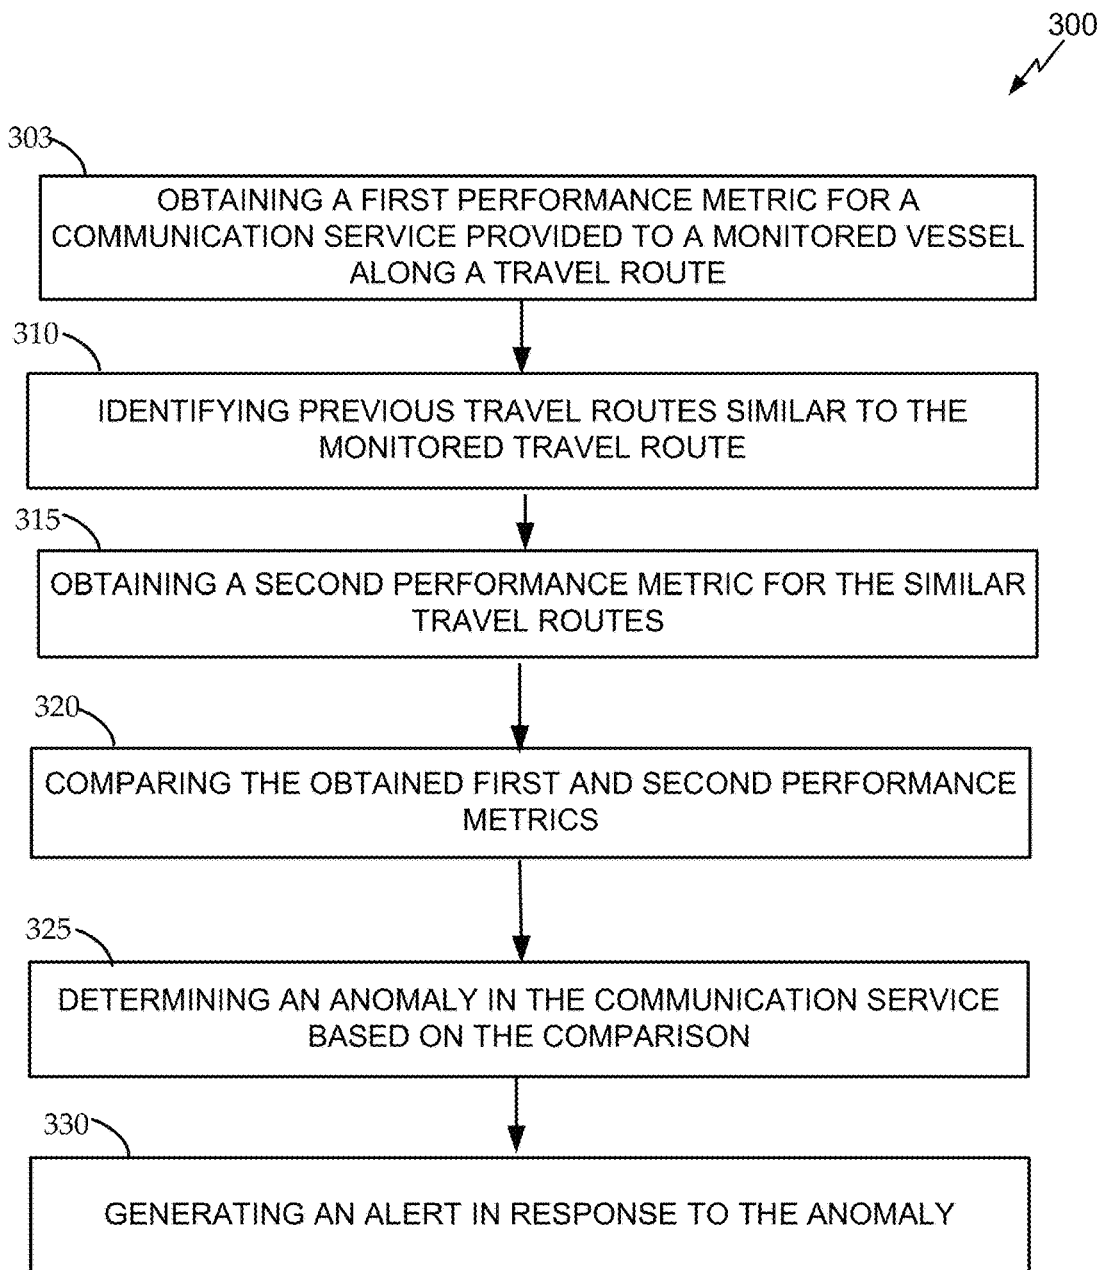 300
303
OBTAINING A FIRST PERFORMANCE METRIC FOR A
COMMUNICATION SERVICE PROVIDED TO A MONITORED VESSEL
ALONG A TRAVEL ROUTE
310
IDENTIFYING PREVIOUS TRAVEL ROUTES SIMILAR TO THE
MONITORED TRAVEL ROUTE
315
OBTAINING A SECOND PERFORMANCE METRIC FOR THE SIMILAR
TRAVEL ROUTES
320
COMPARING THE OBTAINED FIRST AND SECOND PERFORMANCE
METRICS
325
DETERMINING AN ANOMALY IN THE COMMUNICATION SERVICE
BASED ON THE COMPARISON
330
GENERATING AN ALERT IN RESPONSE TO THE ANOMALY